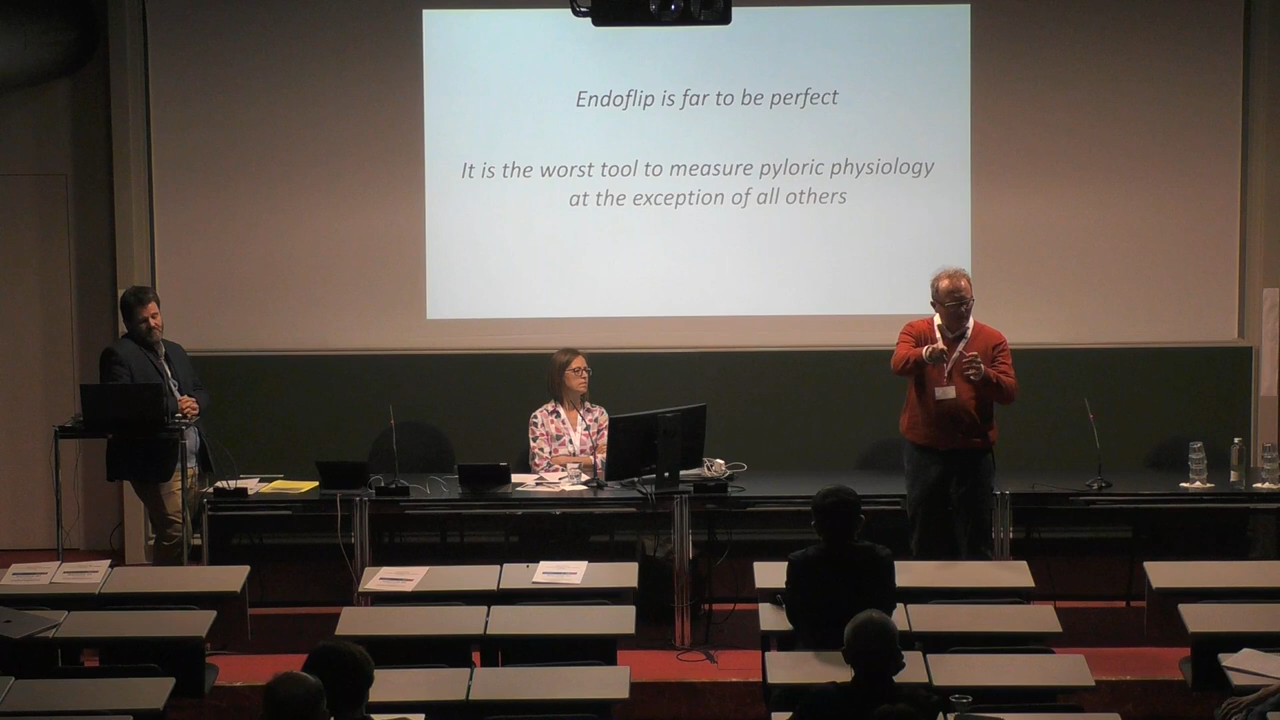 Endoflip is far to be perfect
It is the worst tool to measure pyloric physiology
at the exception of all others